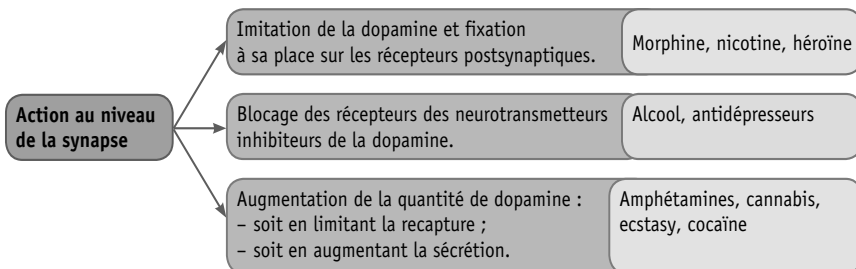 Action au niveau
de la synapse
Imitation de la dopamine et fixation
à sa place sur les récepteurs postsynaptiques.
Morphine, nicotine, héroïne
Blocage des récepteurs des neurotransmetteurs
inhibiteurs de la dopamine.
Alcool, antidépresseurs
Augmentation de la quantité de dopamine :
– soit en limitant la recapture ;
– soit en augmentant la sécrétion.
Amphétamines, cannabis,
ecstasy, cocaïne